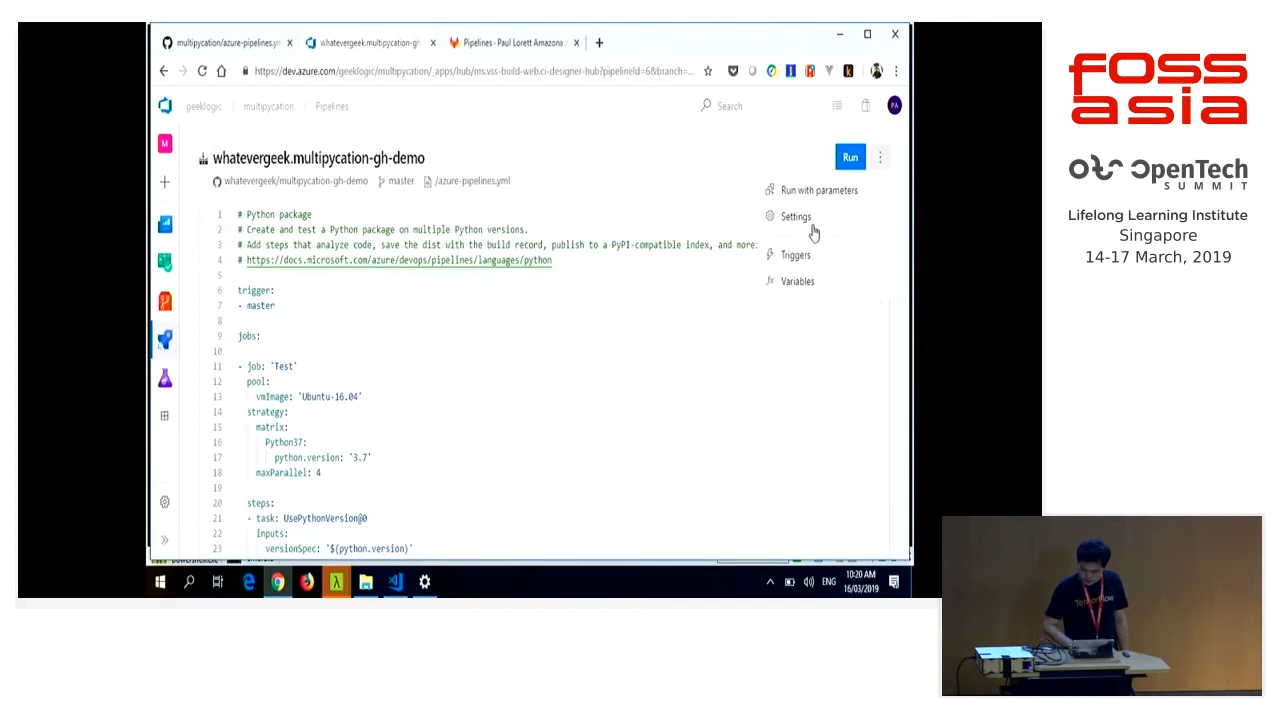 multipycation/azure-pipelines.ym
whatevergeek.multipycation-gh
Pipelines · Paul Lorett Amazona /
https://dev.azure.com/geeklogic/multipycation/_apps/hub/ms.vss-build-web.ci-designer-hub?pipelineId=6&branch=...
geeklogic / multipycation / Pipelines
Search
PA
M
whatevergeek.multipycation-gh-demo
Run
whatevergeek/multipycation-gh-demo master /azure-pipelines.yml
Run with parameters
Settings
Triggers
Variables
1 # Python package
2 # Create and test a Python package on multiple Python versions.
3 # Add steps that analyze code, save the dist with the build record, publish to a PyPI-compatible index, and more:
4 # https://docs.microsoft.com/azure/devops/pipelines/languages/python
5
6 trigger:
7 - master
8
9 jobs:
10
11 - job: 'Test'
12 pool:
13 vmImage: 'Ubuntu-16.04'
14 strategy:
15 matrix:
16 Python37:
17 python.version: '3.7'
18 maxParallel: 4
19
20 steps:
21 - task: UsePythonVersion@0
22 inputs:
23 versionSpec: '$(python.version)'
ENG
10:20 AM
16/03/2019
fOSS
asia
OpenTech
SUMMIT
Lifelong Learning Institute
Singapore
14-17 March, 2019
TensorFlow